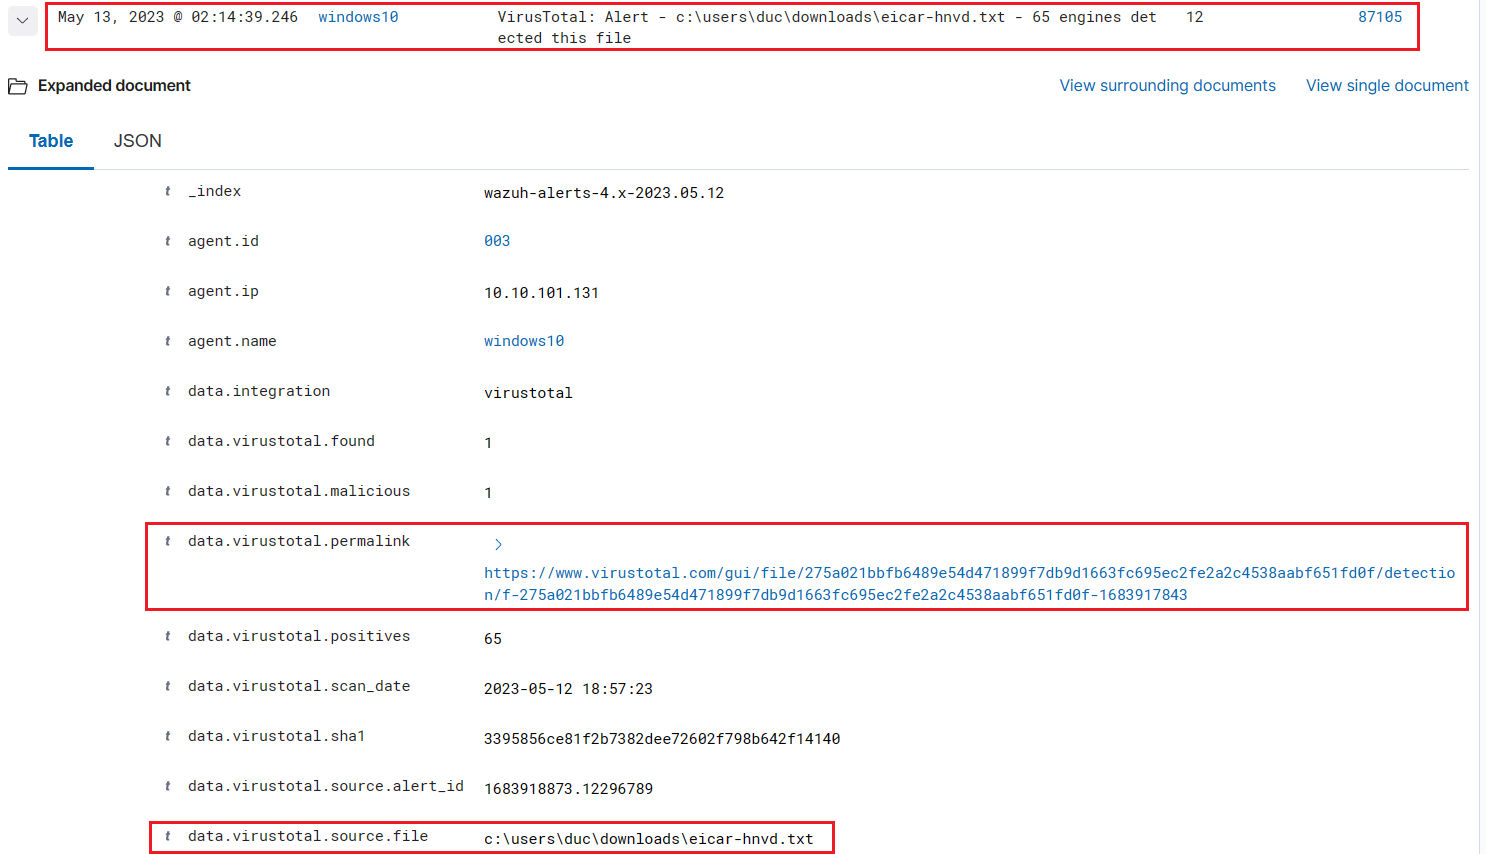 May 13, 2023 @ 02:14:39.246 windows10 VirusTotal: Alert - c:\users\duc\downloads\eicar-hnvd.txt - 65 engines det 12 87105
ected this file
Expanded document View surrounding documents View single document
Table JSON
t _index wazuh-alerts-4.x-2023.05.12
t agent.id 003
t agent.ip 10.10.101.131
t agent.name windows10
t data.integration virustotal
t data.virustotal.found 1
t data.virustotal.malicious 1
t data.virustotal.permalink
https://www.virustotal.com/gui/file/275a021bbfb6489e54d471899f7db9d1663fc695ec2fe2a2c4538aabf651fd0f/detectio
n/f-275a021bbfb6489e54d471899f7db9d1663fc695ec2fe2a2c4538aabf651fd0f-1683917843
t data.virustotal.positives 65
t data.virustotal.scan_date 2023-05-12 18:57:23
t data.virustotal.sha1 3395856ce81f2b7382dee72602f798b642f14140
t data.virustotal.source.alert_id 1683918873.12296789
t data.virustotal.source.file c:\users\duc\downloads\eicar-hnvd.txt